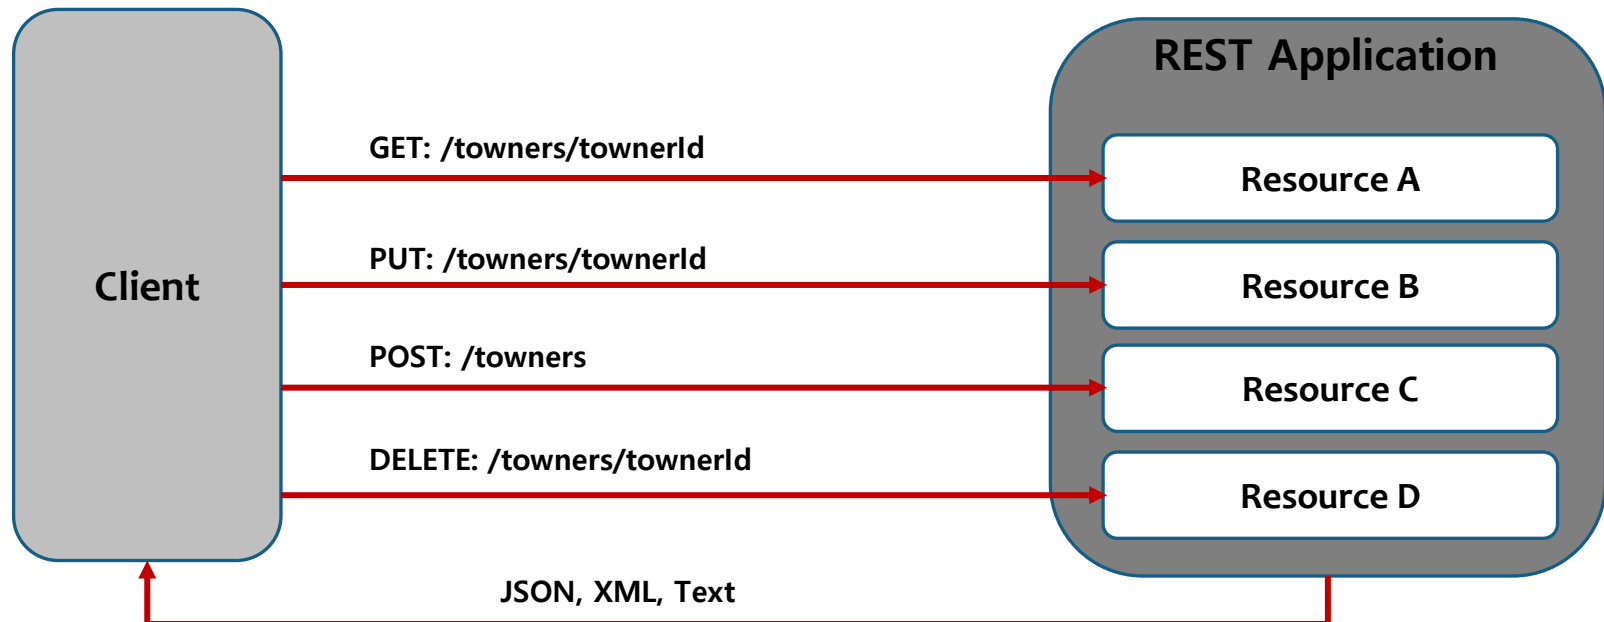 REST Application
GET: /towners/townerId
Resource A
PUT: /towners/townerId
Client
Resource B
POST: /towners
Resource C
DELETE: /towners/townerId
Resource D
JSON, XML, Text